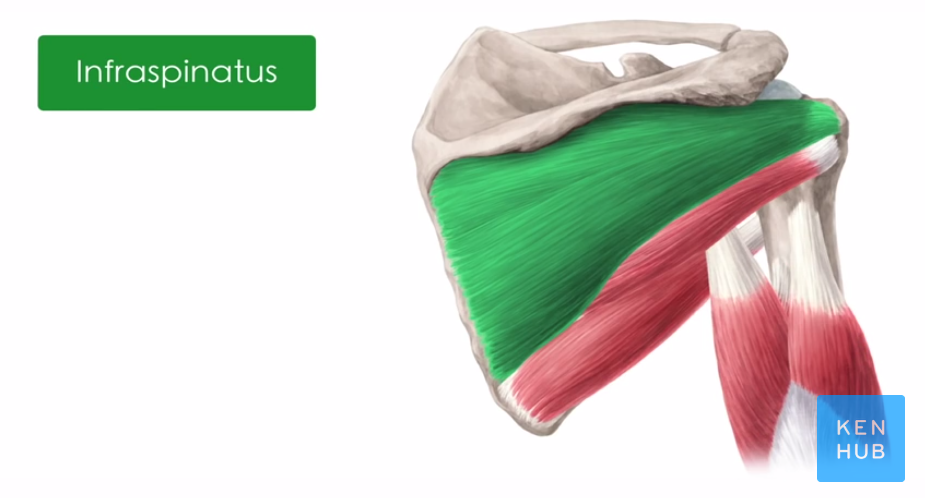 Infraspinatus
KEN
HUB